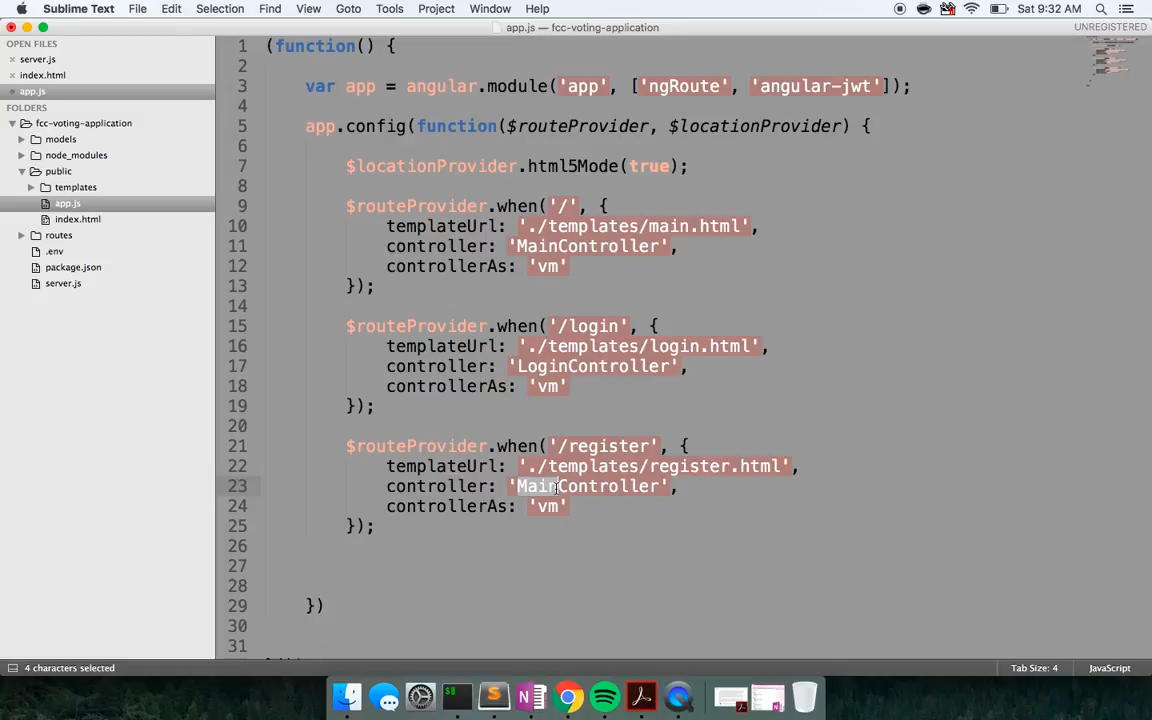 Sublime Text File Edit Selection Find View Goto Tools Project Window Help Sat 9:32 AM
app.js — fcc-voting-application UNREGISTERED
OPEN FILES
server.js
index.html
app.js
FOLDERS
fcc-voting-application
models
node_modules
public
templates
app.js
index.html
routes
.env
package.json
server.js
1 (function() {
2
3 var app = angular.module('app', ['ngRoute', 'angular-jwt']);
4
5 app.config(function($routeProvider, $locationProvider) {
6
7 $locationProvider.html5Mode(true);
8
9 $routeProvider.when('/', {
10 templateUrl: './templates/main.html',
11 controller: 'MainController',
12 controllerAs: 'vm'
13 });
14
15 $routeProvider.when('/login', {
16 templateUrl: './templates/login.html',
17 controller: 'LoginController',
18 controllerAs: 'vm'
19 });
20
21 $routeProvider.when('/register', {
22 templateUrl: './templates/register.html',
23 controller: 'MainController',
24 controllerAs: 'vm'
25 });
26
27
28
29 })
30
31
4 characters selected Tab Size: 4 JavaScript